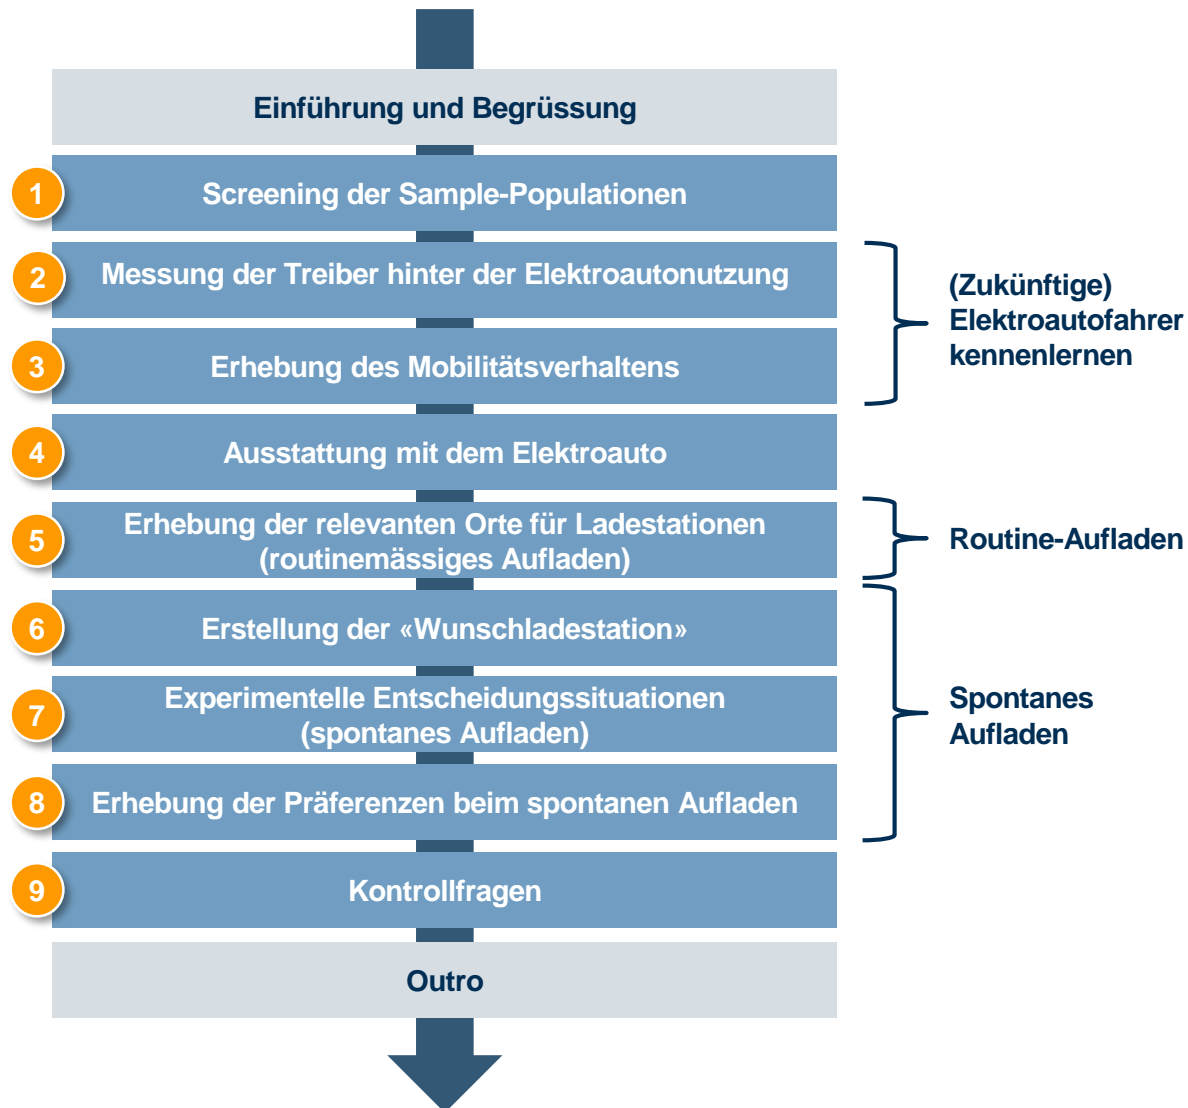 Einführung und Begrüssung
1
Screening der Sample-Populationen
2
Messung der Treiber hinter der Elektroautonutzung
3
Erhebung des Mobilitätsverhaltens
(Zukünftige)
Elektroautofahrer
kennenlernen
4
Ausstattung mit dem Elektroauto
5
Erhebung der relevanten Orte für Ladestationen
(routinemässiges Aufladen)
Routine-Aufladen
6
Erstellung der «Wunschladestation»
7
Experimentelle Entscheidungssituationen
(spontanes Aufladen)
8
Erhebung der Präferenzen beim spontanen Aufladen
Spontanes
Aufladen
9
Kontrollfragen
Outro